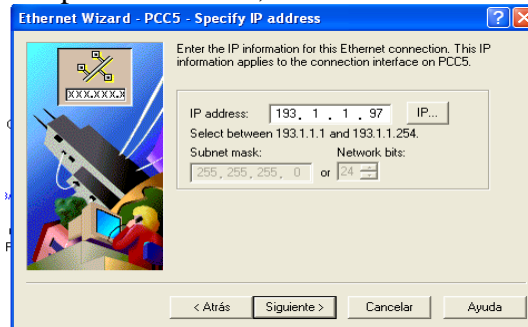 Ethernet Wizard - PCC5 - Specify IP address
Enter the IP information for this Ethernet connection. This IP
information applies to the connection interface on PCC5.
XXX.XXX.X
IP address: 193. 1 . 1 . 97 IP...
Select between 193.1.1.1 and 193.1.1.254.
Subnet mask: Network bits:
255. 255. 255. 0 or 24
< Atrás Siguiente > Cancelar Ayuda